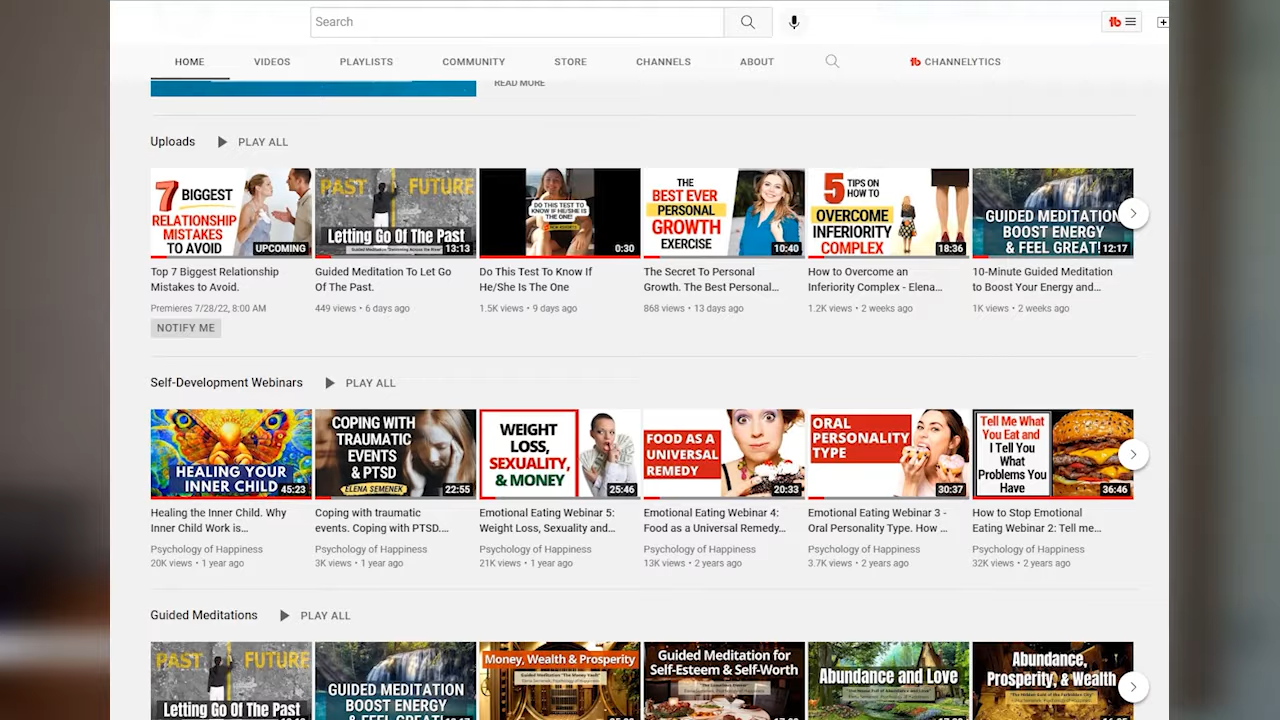 Search
HOME
VIDEOS
PLAYLISTS
COMMUNITY
STORE
CHANNELS
ABOUT
CHANNELYTICS
READ MORE
Uploads
PLAY ALL
7 BIGGEST
RELATIONSHIP
MISTAKES
TO AVOID
UPCOMING
PAST FUTURE
Letting Go Of The Past
13:13
DO THIS TEST TO
KNOW IF HE/SHE IS
THE ONE!
0:30
THE
BEST EVER
PERSONAL
GROWTH
EXERCISE
10:40
5 TIPS ON
HOW TO
OVERCOME
INFERIORITY
COMPLEX
18:36
GUIDED MEDITATION
BOOST ENERGY
& FEEL GREAT!
12:17
Top 7 Biggest Relationship
Mistakes to Avoid.
Premieres 7/28/22, 8:00 AM
NOTIFY ME
Guided Meditation To Let Go
Of The Past.
449 views • 6 days ago
Do This Test To Know If
He/She Is The One
1.5K views • 9 days ago
The Secret To Personal
Growth. The Best Personal...
868 views • 13 days ago
How to Overcome an
Inferiority Complex - Elena...
1.2K views • 2 weeks ago
10-Minute Guided Meditation
to Boost Your Energy and...
1K views • 2 weeks ago
Self-Development Webinars
PLAY ALL
HEALING YOUR
INNER CHILD
45:23
COPING WITH
TRAUMATIC
EVENTS
& PTSD
ELENA SEMENEK
22:55
WEIGHT
LOSS,
SEXUALITY,
& MONEY
25:46
FOOD AS A
UNIVERSAL
REMEDY
20:33
ORAL
PERSONALITY
TYPE
30:37
Tell Me What
You Eat and
I Tell You
What
Problems You
Have
36:46
Healing the Inner Child. Why
Inner Child Work is...
Psychology of Happiness
20K views • 1 year ago
Coping with traumatic
events. Coping with PTSD....
Psychology of Happiness
3K views • 1 year ago
Emotional Eating Webinar 5:
Weight Loss, Sexuality and...
Psychology of Happiness
21K views • 1 year ago
Emotional Eating Webinar 4:
Food as a Universal Remedy...
Psychology of Happiness
13K views • 2 years ago
Emotional Eating Webinar 3 -
Oral Personality Type. How ...
Psychology of Happiness
3.7K views • 2 years ago
How to Stop Emotional
Eating Webinar 2: Tell me...
Psychology of Happiness
32K views • 2 years ago
Guided Meditations
PLAY ALL
PAST FUTURE
Letting Go Of The Past
GUIDED MEDITATION
BOOST ENERGY
& FEEL GREAT!
Money, Wealth & Prosperity
Guided Meditation "The Money Vault"
Guided Meditation for
Self-Esteem & Self-Worth
Abundance and Love
Abundance,
Prosperity, & Wealth